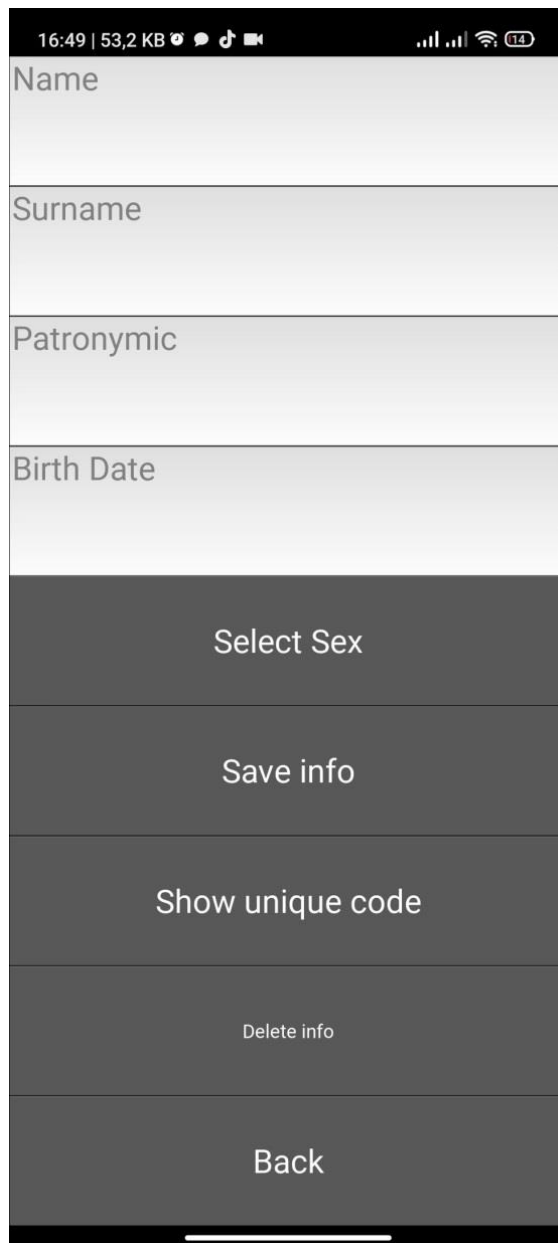 16:49 | 53,2 KB 14
Name
Surname
Patronymic
Birth Date
Select Sex
Save info
Show unique code
Delete info
Back